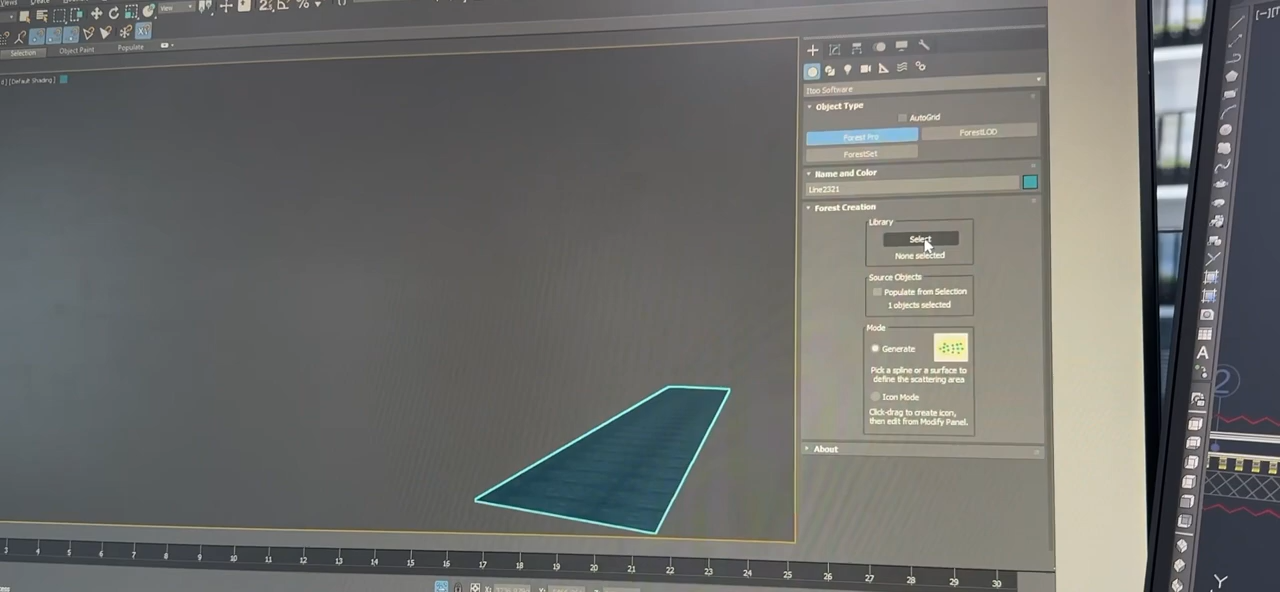 View
Selection
Object Paint
Populate
[Default Shading]
Itoo Software
Object Type
AutoGrid
Forest Pro
ForestLOD
ForestSet
Name and Color
Line2321
Forest Creation
Library
Select
None selected
Source Objects
Populate from Selection
1 objects selected
Mode
Generate
Pick a spline or a surface to
define the scattering area
Icon Mode
Click-drag to create icon,
then edit from Modify Panel.
About
3 4 5 6 7 8 9 10 11 12 13 14 15 16 17 18 19 20 21 22 23 24 25 26 27 28 29 30
X:
A
2
Y